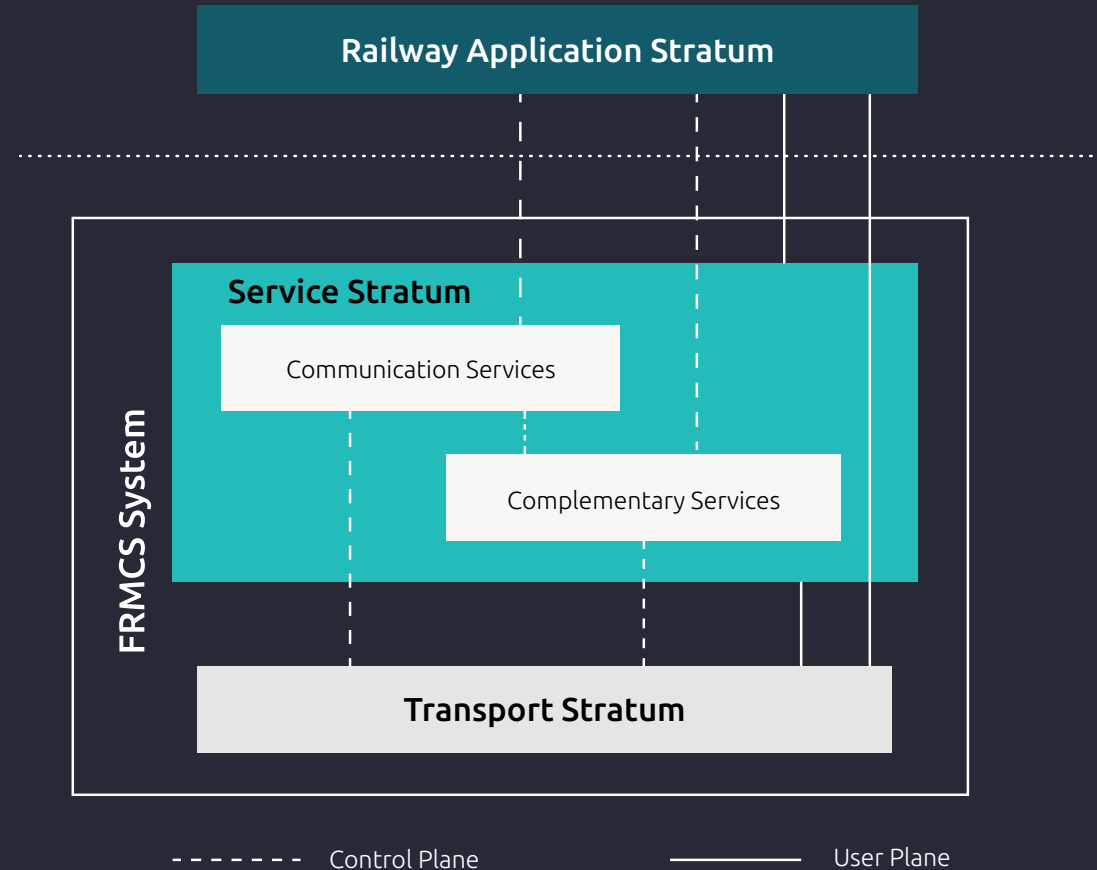 Railway Application Stratum
Service Stratum
Communication Services
Complementary Services
FRMCS System
Transport Stratum
Control Plane
User Plane